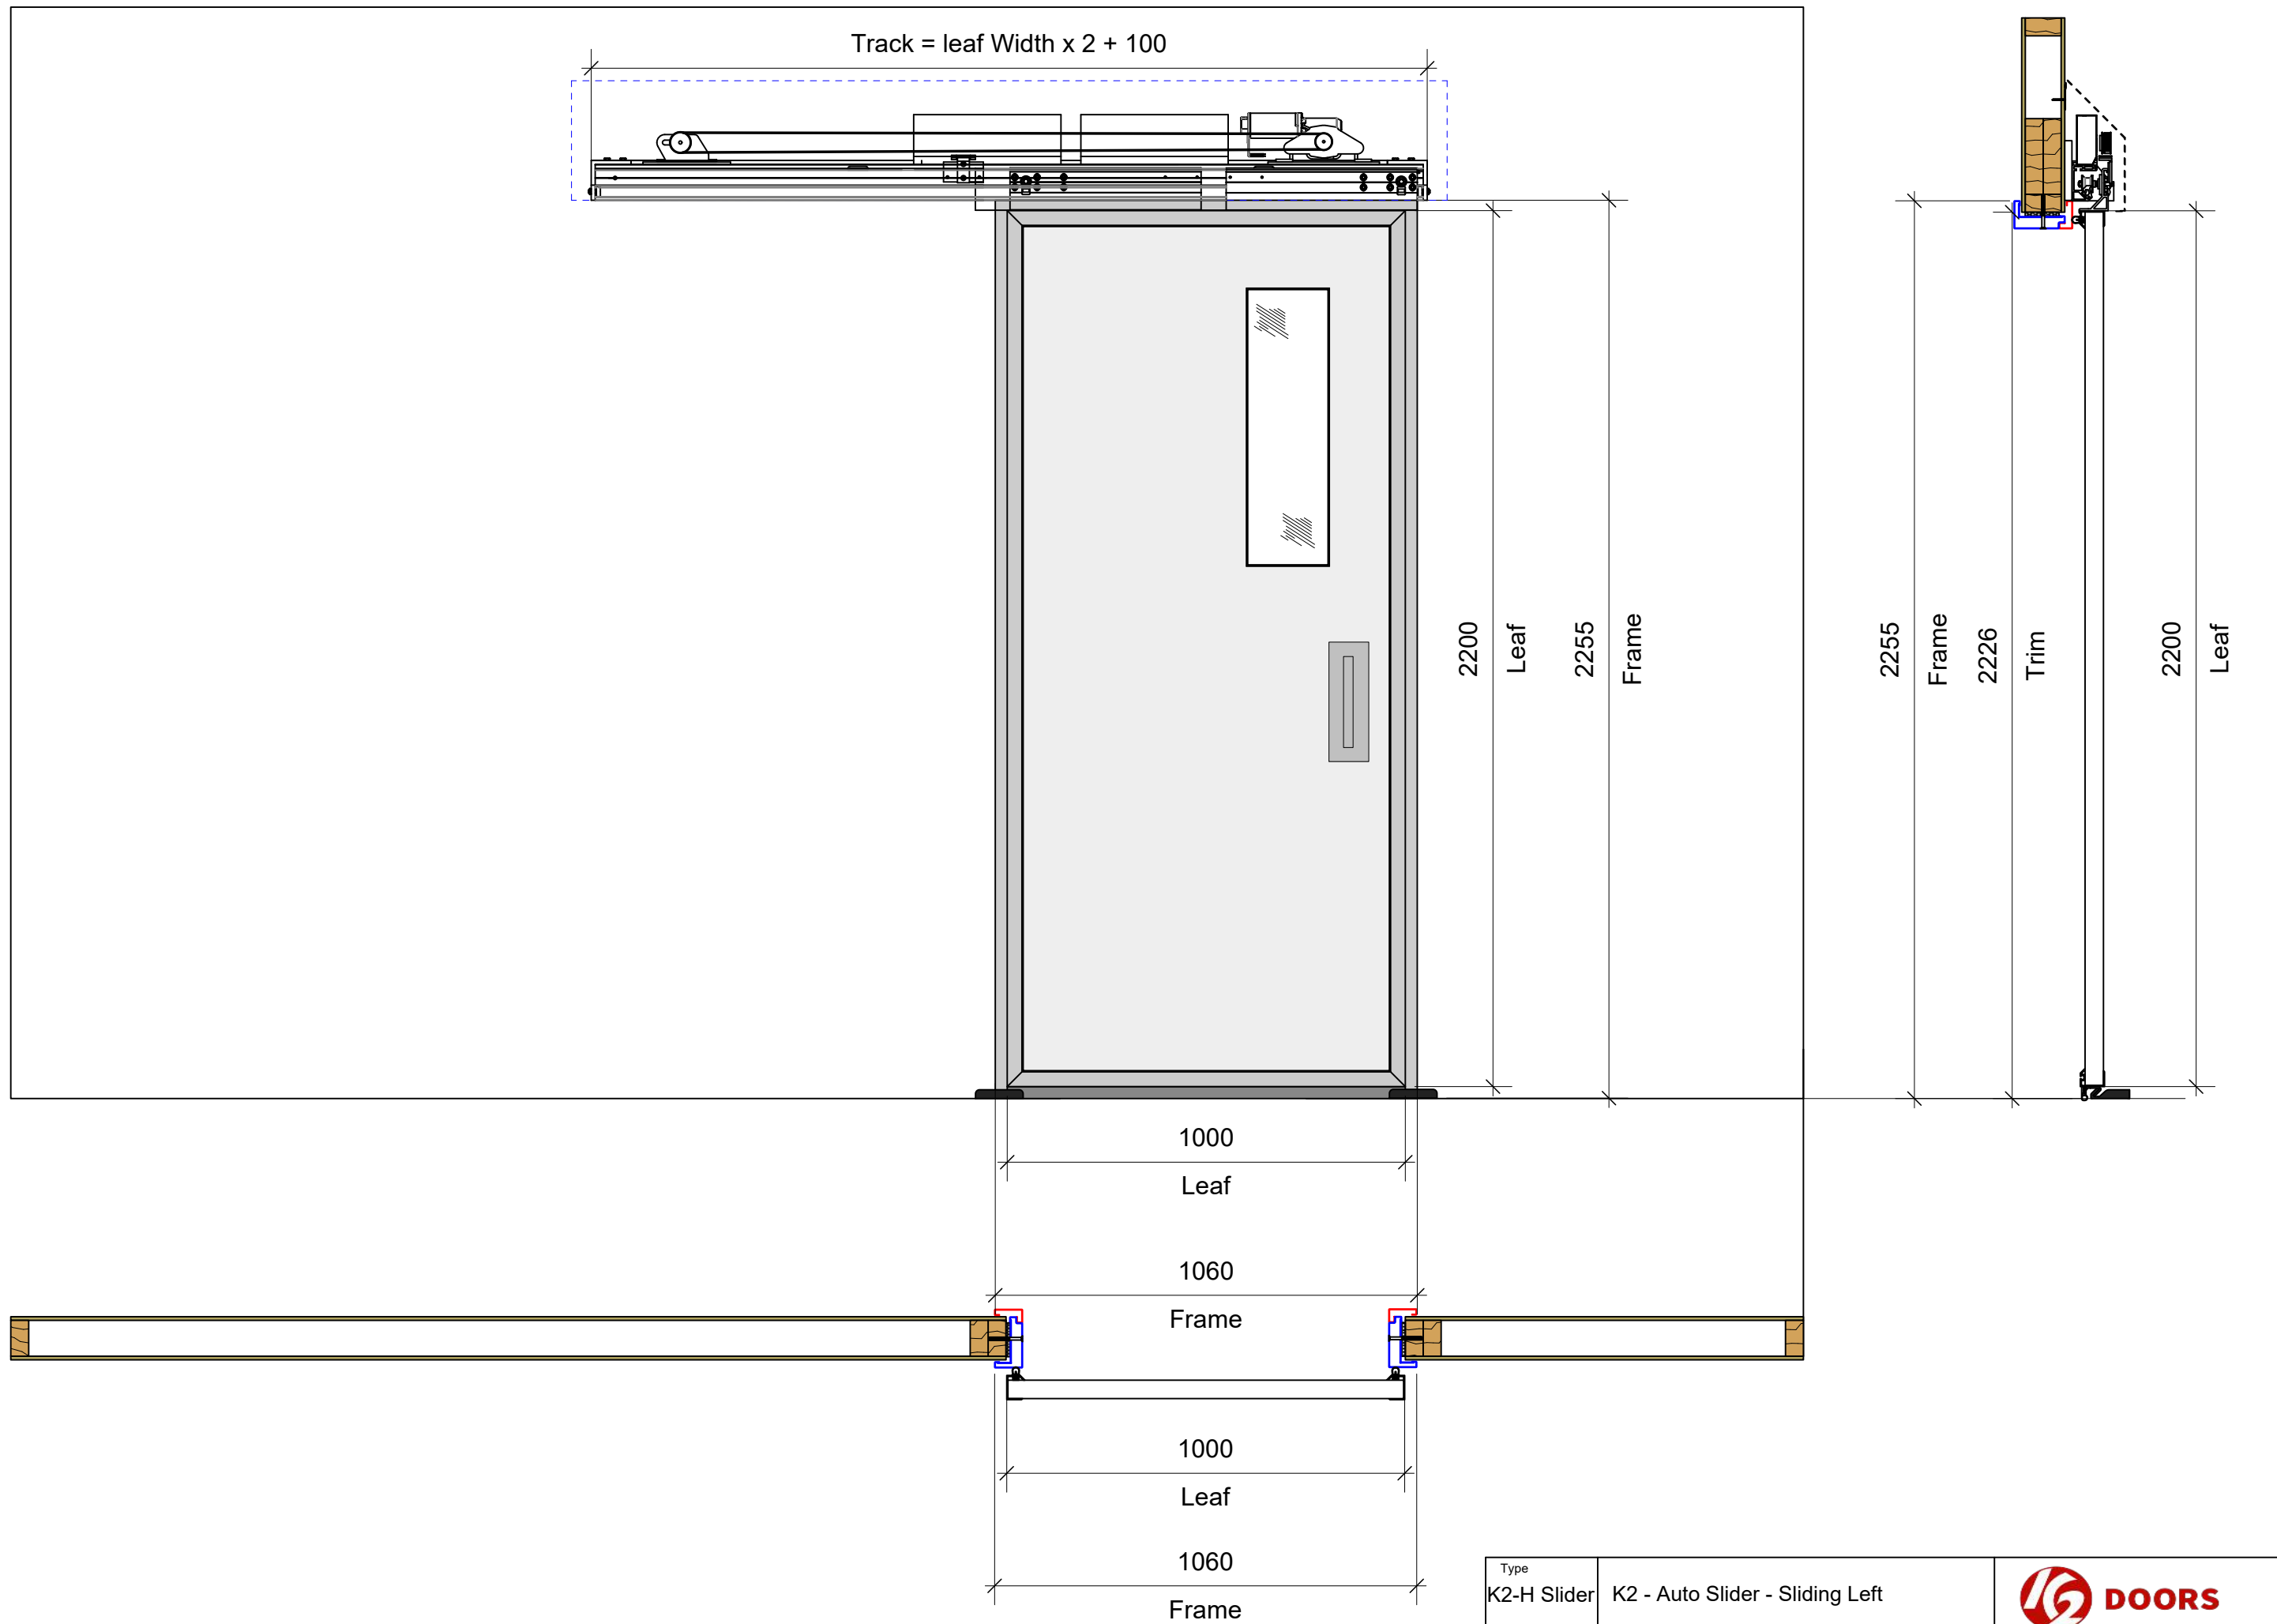 Track = leaf Width x 2 + 100
2200
Leaf
2255
Frame
2255
Frame
2226
Trim
2200
Leaf
1000
Leaf
1060
Frame
1000
Leaf
1060
Frame
Type
K2-H Slider
K2 - Auto Slider - Sliding Left
K2 DOORS